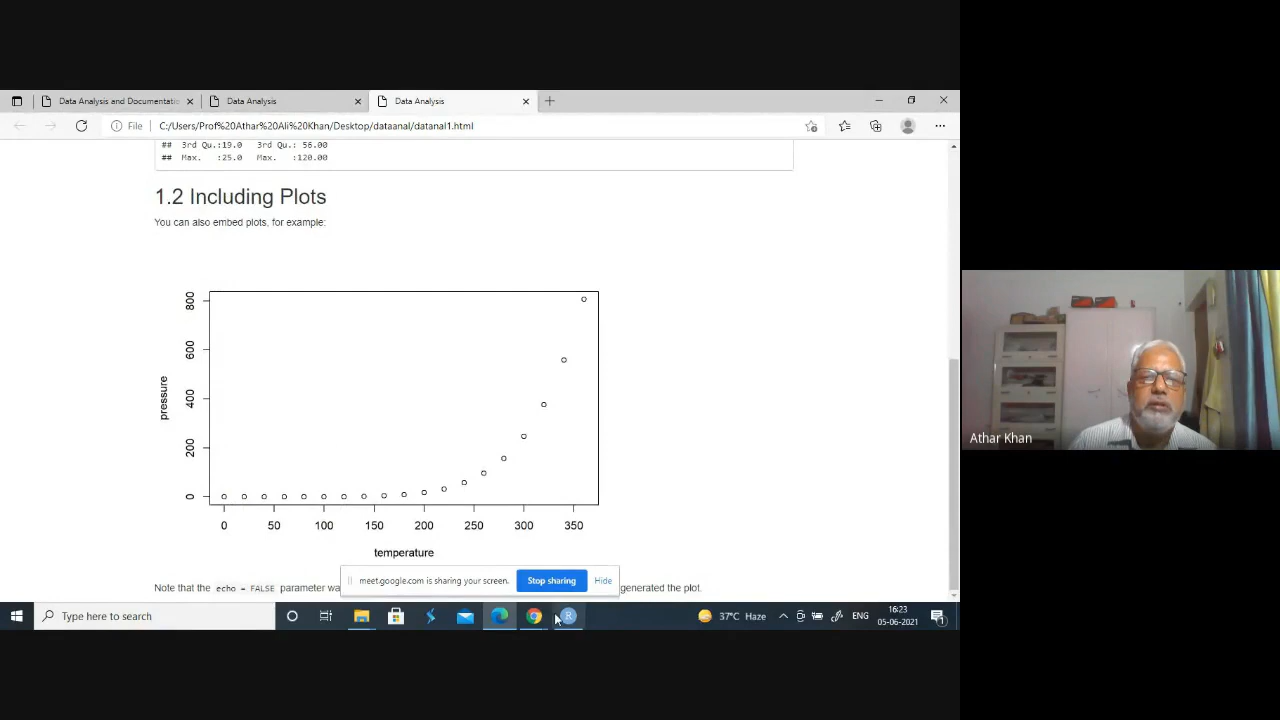 Data Analysis and Documentati
Data Analysis
Data Analysis
File
C:/Users/Prof%20Athar%20Ali%20Khan/Desktop/dataanal/datanal1.html
## 3rd Qu.:19.0 3rd Qu.: 56.00
## Max. :25.0 Max. :120.00
1.2 Including Plots
You can also embed plots, for example:
800
600
400
200
0
pressure
0 50 100 150 200 250 300 350
temperature
meet.google.com is sharing your screen.
Stop sharing
Hide
Note that the echo = FALSE parameter wa
generated the plot.
Type here to search
R
37°C Haze
ENG
16:23
05-06-2021
1
Athar Khan